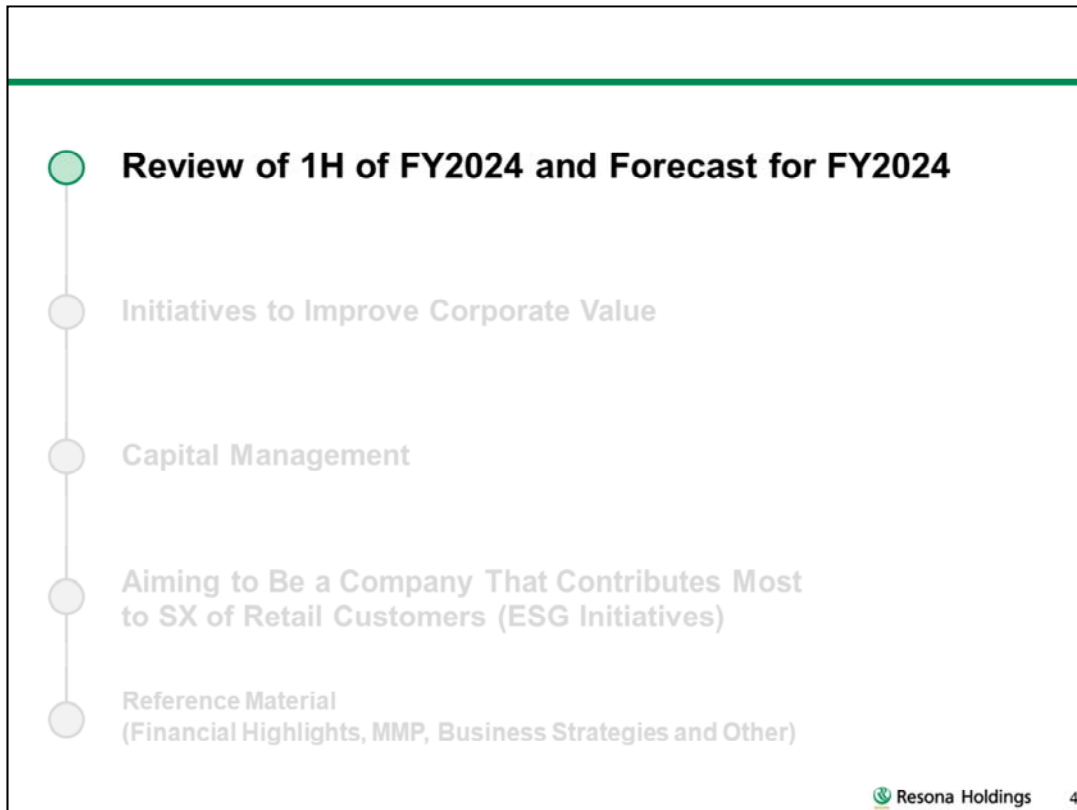 Review of 1H of FY2024 and Forecast for FY2024
Initiatives to Improve Corporate Value
Capital Management
Aiming to Be a Company That Contributes Most
to SX of Retail Customers (ESG Initiatives)
Reference Material
(Financial Highlights, MMP, Business Strategies and Other)
Resona Holdings 4